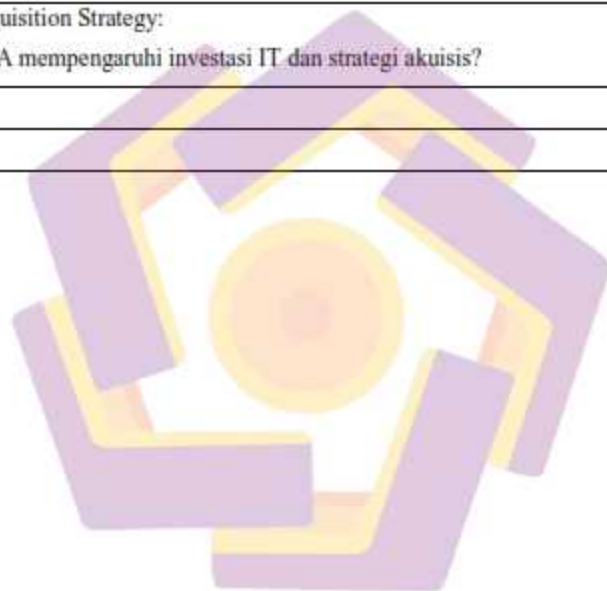 uisition Strategy:
A mempengaruhi investasi IT dan strategi akuisis?